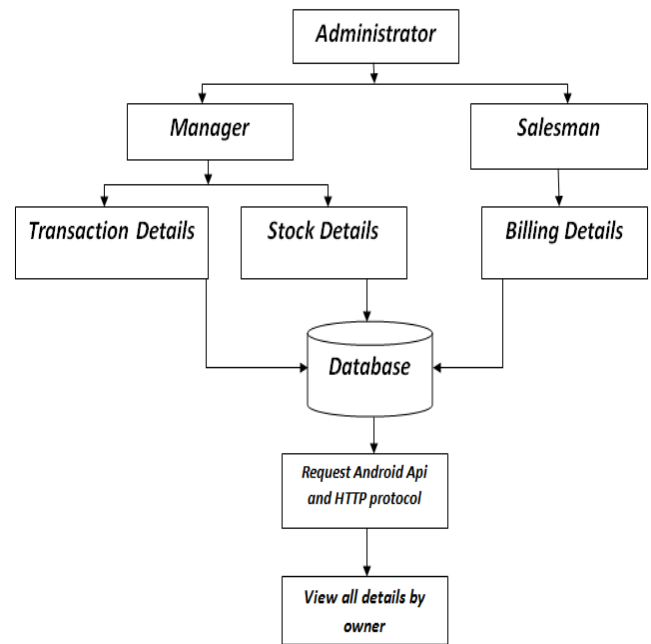 Administrator
Manager
Salesman
Transaction Details
Stock Details
Billing Details
Database
Request Android Api
and HTTP protocol
View all details by
owner